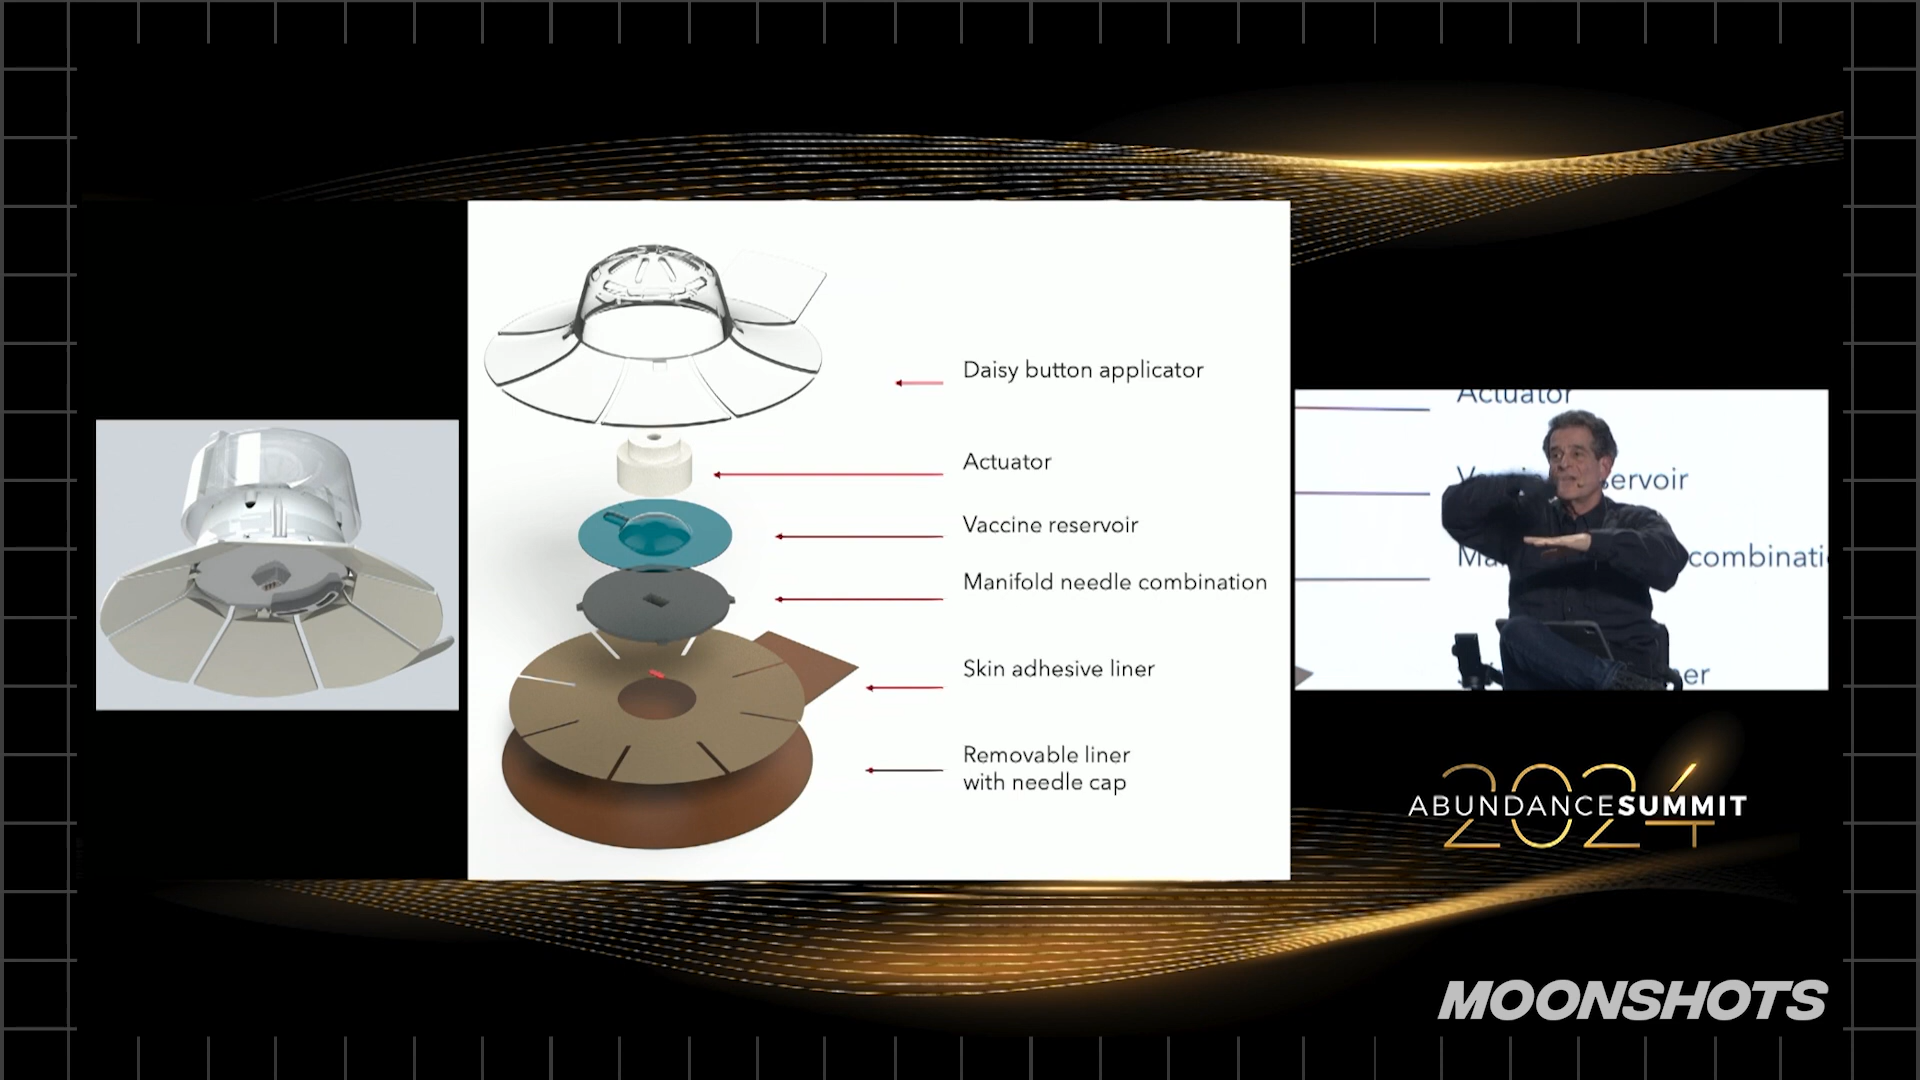 Daisy button applicator
Actuator
Vaccine reservoir
Manifold needle combination
Skin adhesive liner
Removable liner
with needle cap
Actuator
ervoir
combinati
er
2024
ABUNDANCESUMMIT
MOONSHOTS